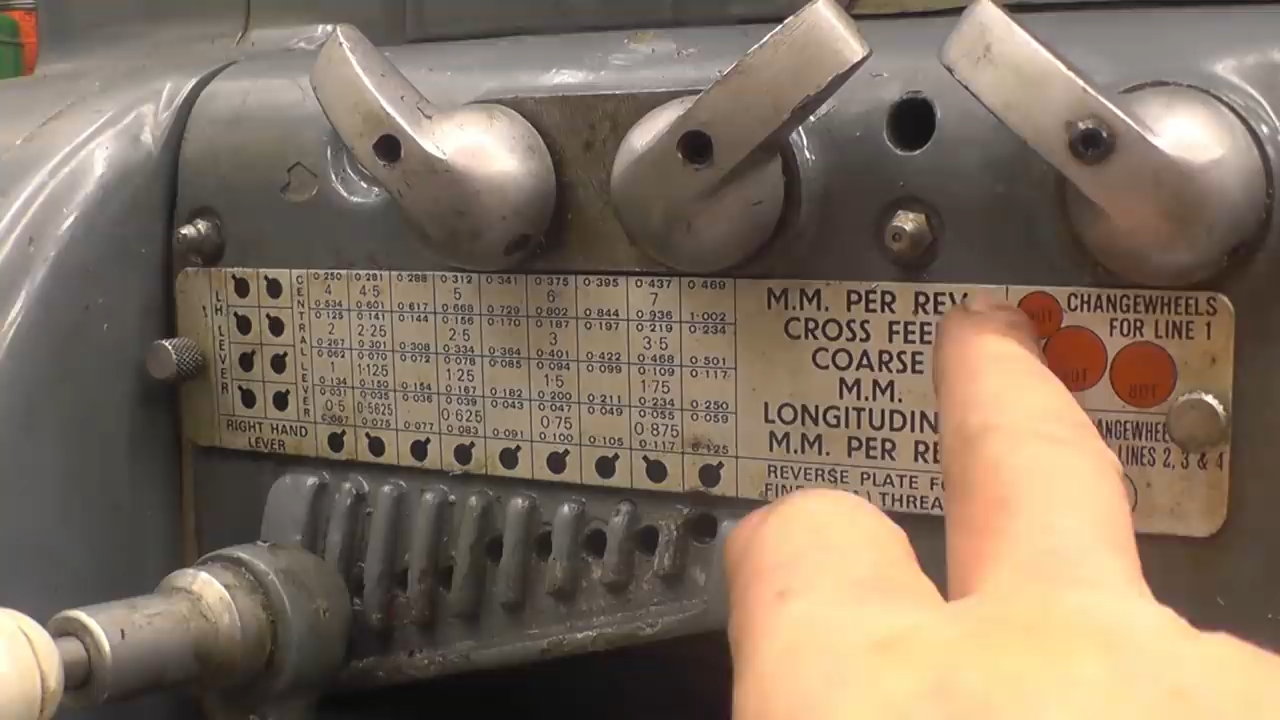 0·250 0·281 0·288 0·312 0·341 0·375 0·395 0·437 0·469
4 4·5 5 6 7
0·534 0·601 0·617 0·668 0·729 0·802 0·844 0·936 1·002
0·125 0·141 0·144 0·156 0·170 0·187 0·197 0·219 0·234
2 2·25 2·5 3 3·5
0·267 0·301 0·308 0·334 0·364 0·401 0·422 0·468 0·501
0·062 0·070 0·072 0·078 0·085 0·094 0·099 0·109 0·117
1 1·125 1·25 1·5 1·75
0·134 0·150 0·154 0·167 0·182 0·200 0·211 0·234 0·250
0·031 0·035 0·036 0·039 0·043 0·047 0·049 0·055 0·059
0·5 0·5625 0·625 0·75 0·875
0·067 0·075 0·077 0·083 0·091 0·100 0·105 0·117 0·125
LH LEVER
CENTRAL LEVER
RIGHT HAND
LEVER
M.M. PER REV
CROSS FEE
COARSE
M.M.
LONGITUDIN
M.M. PER RE
REVERSE PLATE F
FIN THREA
CHANGEWHEELS
FOR LINE 1
80T
ANGEWHEE
LINES 2, 3 & 4